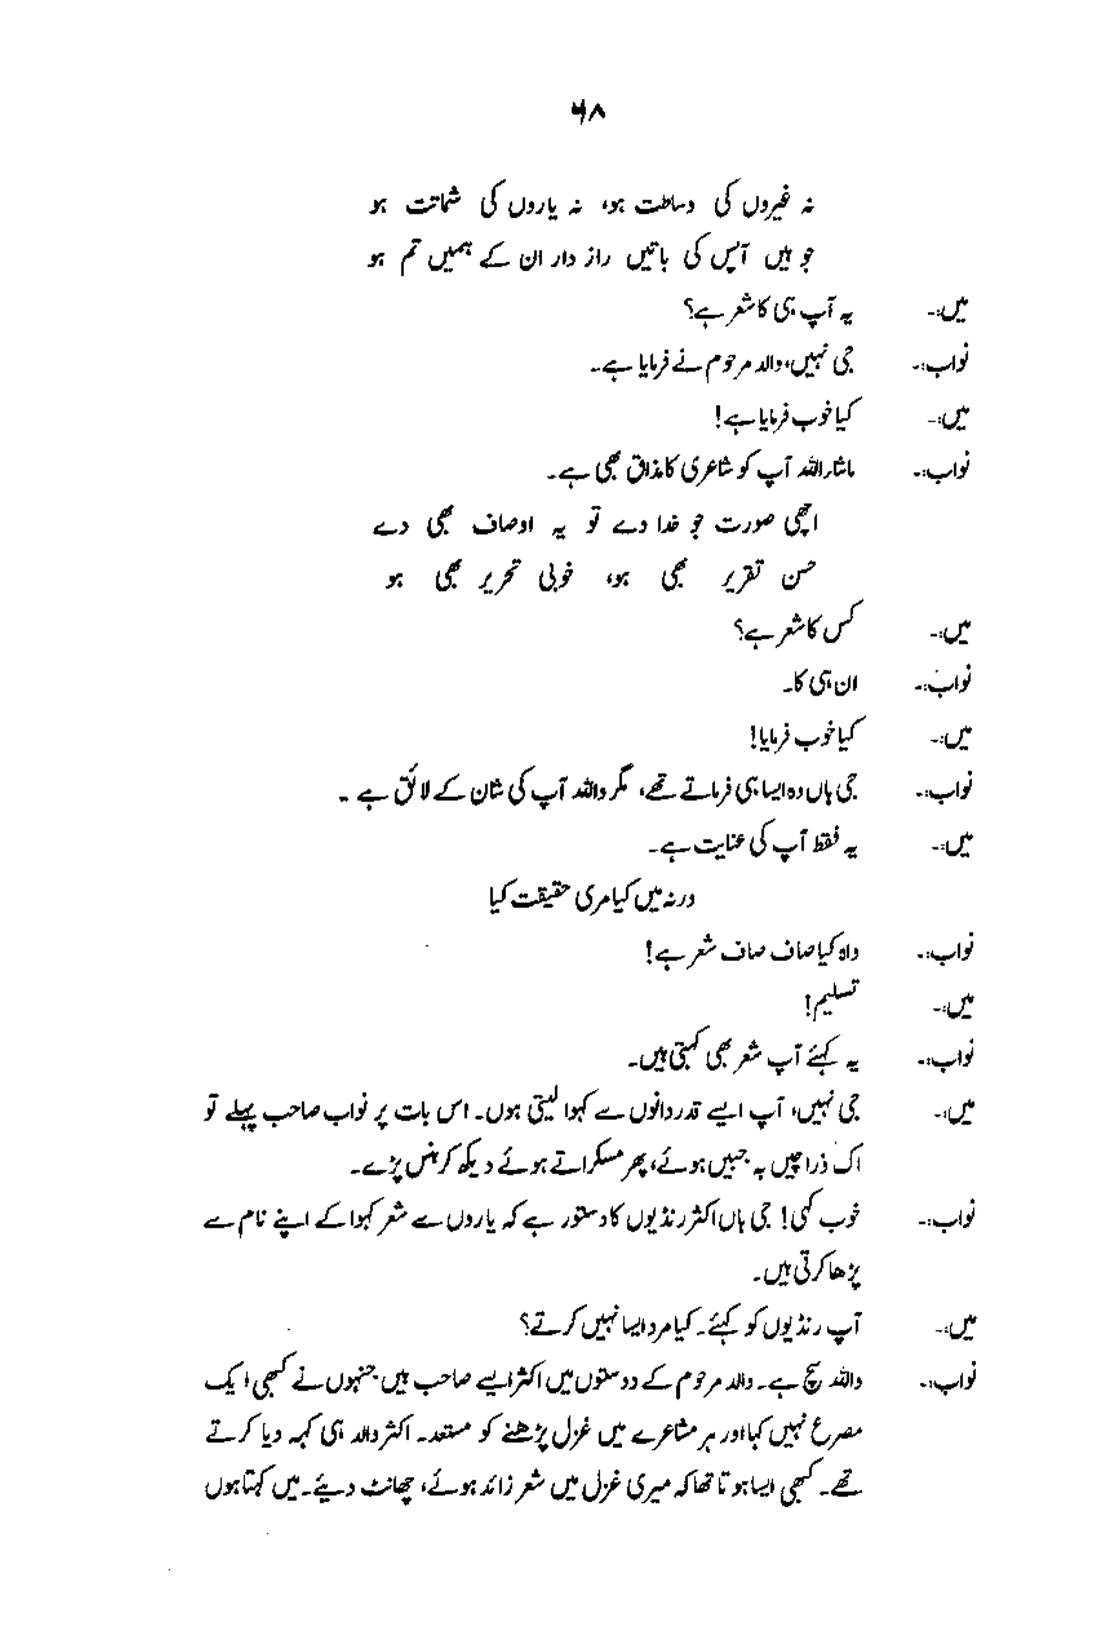 ۶۸
نہ غیروں کی وساطت ہو، نہ یاروں کی شماتت ہو
جو ہیں آپس کی باتیں راز دار ان کے ہمیں تم ہو
میں:۔ یہ آپ ہی کا شعر ہے؟
نواب:۔ جی نہیں، والد مرحوم نے فرمایا ہے۔
میں:۔ کیا خوب فرمایا ہے!
نواب:۔ ماشاءاللہ آپ کو شاعری کا مذاق بھی ہے۔
اچھی صورت جو خدا دے تو یہ اوصاف بھی دے
حسن تقریر بھی ہو، خوبی تحریر بھی ہو
میں:۔ کس کا شعر ہے؟
نواب:۔ ان ہی کا۔
میں:۔ کیا خوب فرمایا!
نواب:۔ جی ہاں وہ ایسا ہی فرماتے تھے، مگر واللہ آپ کی شان کے لائق ہے ۔
میں:۔ یہ فقط آپ کی عنایت ہے۔
ورنہ میں کیا مری حقیقت کیا
نواب:۔ واہ کیا صاف صاف شعر ہے!
میں:۔ تسلیم!
نواب:۔ یہ کہئے آپ شعر بھی کہتی ہیں۔
میں:۔ جی نہیں، آپ ایسے قدردانوں سے کہوا لیتی ہوں۔ اس بات پر نواب صاحب پہلے تو
اک ذرا چیں بہ جبیں ہوئے، پھر مسکراتے ہوئے دیکھ کر ہنس پڑے۔
نواب:۔ خوب کہی! جی ہاں اکثر رنڈیوں کا دستور ہے کہ یاروں سے شعر کہوا کے اپنے نام سے
پڑھا کرتی ہیں۔
میں:۔ آپ رنڈیوں کو کہئے۔ کیا مرد ایسا نہیں کرتے؟
نواب:۔ واللہ سچ ہے۔ والد مرحوم کے دوستوں میں اکثر ایسے صاحب ہیں جنہوں نے کبھی ایک
مصرع نہیں کہا اور ہر مشاعرے میں غزل پڑھنے کو مستعد۔ اکثر والد ہی کہہ دیا کرتے
تھے۔ کبھی ایسا ہوتا تھا کہ میری غزل میں شعر زائد ہوئے، چھانٹ دیئے۔ میں کہتا ہوں